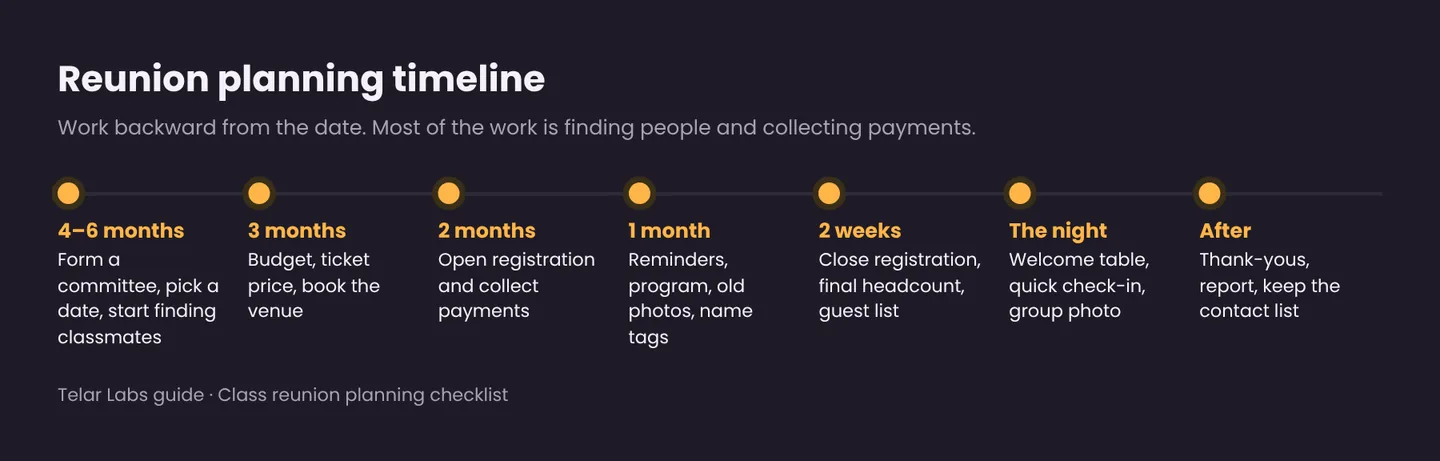 Reunion planning timeline
Work backward from the date. Most of the work is finding people and collecting payments.
4–6 months
Form a
committee, pick a
date, start finding
classmates
3 months
Budget, ticket
price, book the
venue
2 months
Open registration
and collect
payments
1 month
Reminders,
program, old
photos, name
tags
2 weeks
Close registration,
final headcount,
guest list
The night
Welcome table,
quick check-in,
group photo
After
Thank-yous,
report, keep the
contact list
Telar Labs guide · Class reunion planning checklist